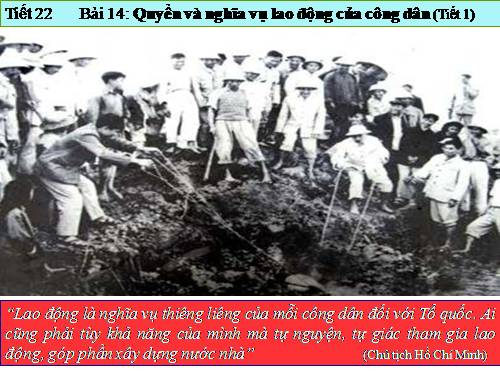 Tiết 22 Bài 14: Quyền và nghĩa vụ lao động của công dân (Tiết 1)
“Lao động là nghĩa vụ thiêng liêng của mỗi công dân đối với Tổ quốc. Ai
cũng phải tùy khả năng của mình mà tự nguyện, tự giác tham gia lao
động, góp phần xây dựng nước nhà” (Chủ tịch Hồ Chí Minh)